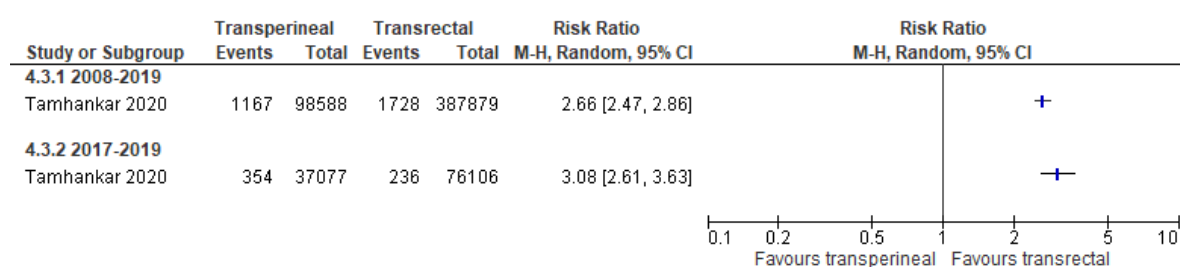 Transperineal Transrectal Risk Ratio Risk Ratio
Study or Subgroup Events Total Events Total M-H, Random, 95% CI M-H, Random, 95% CI
4.3.1 2008-2019
Tamhankar 2020 1167 98588 1728 387879 2.66 [2.47, 2.86]
4.3.2 2017-2019
Tamhankar 2020 354 37077 236 76106 3.08 [2.61, 3.63]
0.1 0.2 0.5 1 2 5 10
Favours transperineal Favours transrectal